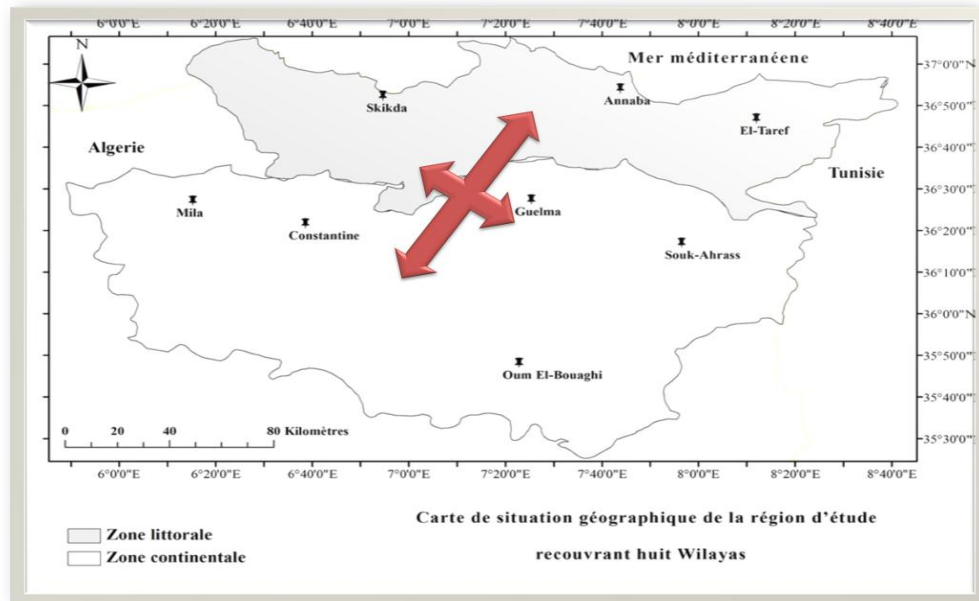 6°0'0"E 6°20'0"E 6°40'0"E 7°0'0"E 7°20'0"E 7°40'0"E 8°0'0"E 8°20'0"E 8°40'0"E
N
Mer méditerranéene
37°0'0"N
Annaba
Skikda
36°50'0"N
El-Taref
Algerie
36°40'0"N
Tunisie
36°30'0"N
Mila
Guelma
Constantine
36°20'0"N
Souk-Ahrass
36°10'0"N
36°0'0"N
35°50'0"N
Oum El-Bouaghi
35°40'0"N
0 20 40 80 Kilomètres
35°30'0"N
6°0'0"E 6°20'0"E 6°40'0"E 7°0'0"E 7°20'0"E 7°40'0"E 8°0'0"E 8°20'0"E 8°40'0"E
Carte de situation géographique de la région d'étude
recouvrant huit Wilayas
Zone littorale
Zone continentale